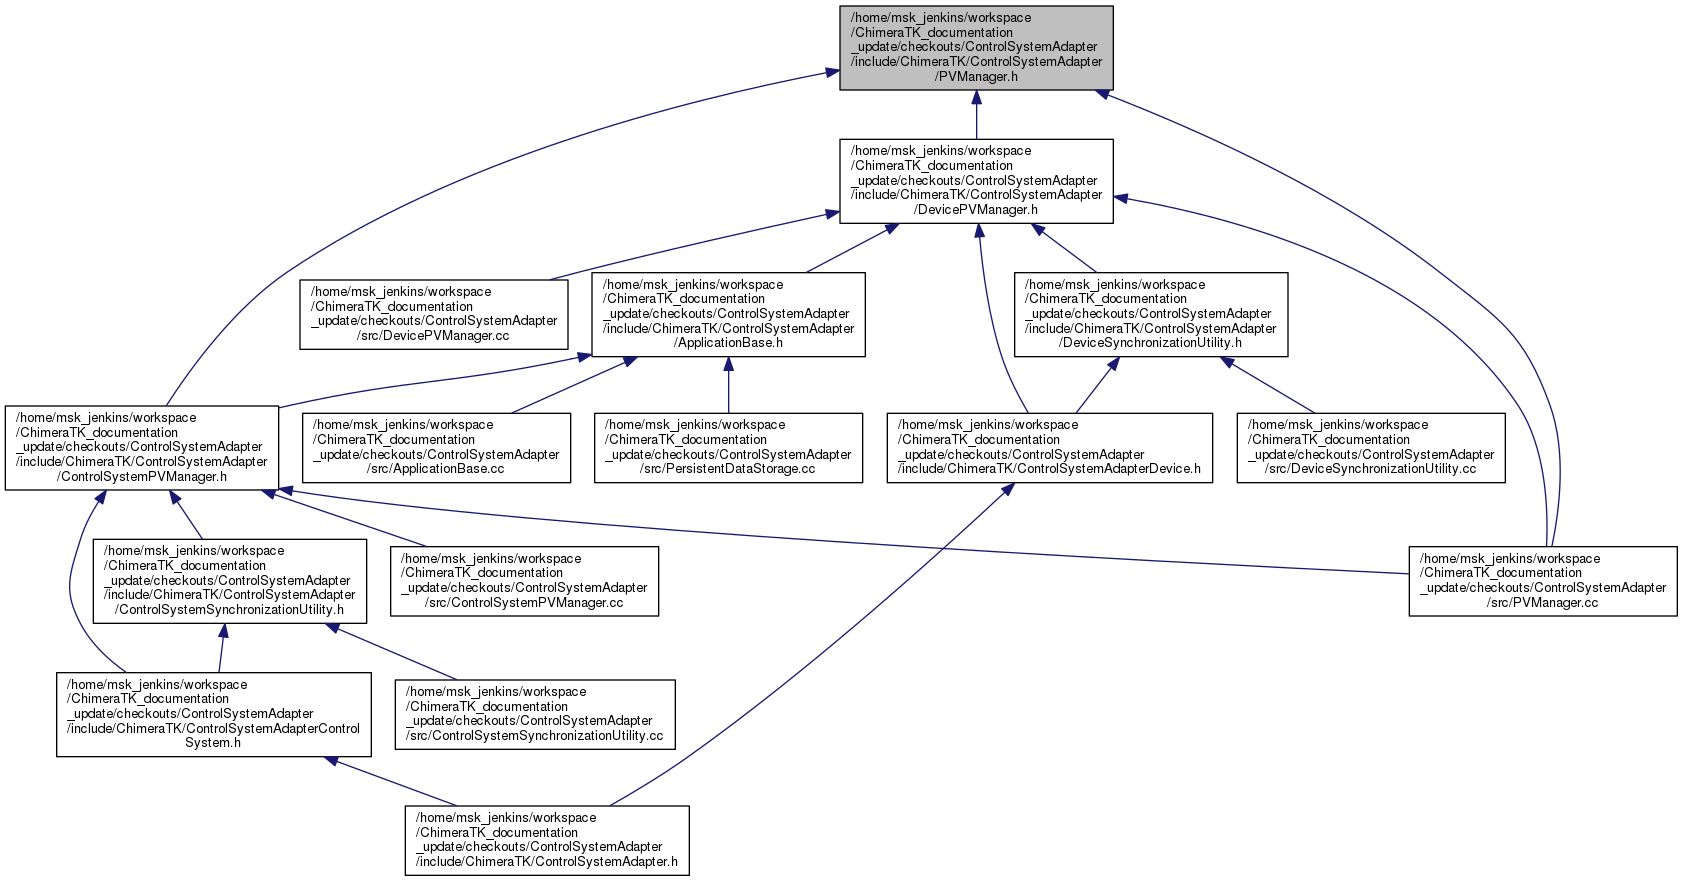 /home/msk_jenkins/workspace
/ChimeraTK_documentation
_update/checkouts/ControlSystemAdapter
/include/ChimeraTK/ControlSystemAdapter
/PVManager.h
/home/msk_jenkins/workspace
/ChimeraTK_documentation
_update/checkouts/ControlSystemAdapter
/include/ChimeraTK/ControlSystemAdapter
/DevicePVManager.h
/home/msk_jenkins/workspace
/ChimeraTK_documentation
_update/checkouts/ControlSystemAdapter
/src/DevicePVManager.cc
/home/msk_jenkins/workspace
/ChimeraTK_documentation
_update/checkouts/ControlSystemAdapter
/include/ChimeraTK/ControlSystemAdapter
/ApplicationBase.h
/home/msk_jenkins/workspace
/ChimeraTK_documentation
_update/checkouts/ControlSystemAdapter
/include/ChimeraTK/ControlSystemAdapter
/DeviceSynchronizationUtility.h
/home/msk_jenkins/workspace
/ChimeraTK_documentation
_update/checkouts/ControlSystemAdapter
/include/ChimeraTK/ControlSystemAdapter
/ControlSystemPVManager.h
/home/msk_jenkins/workspace
/ChimeraTK_documentation
_update/checkouts/ControlSystemAdapter
/src/ApplicationBase.cc
/home/msk_jenkins/workspace
/ChimeraTK_documentation
_update/checkouts/ControlSystemAdapter
/src/PersistentDataStorage.cc
/home/msk_jenkins/workspace
/ChimeraTK_documentation
_update/checkouts/ControlSystemAdapter
/include/ChimeraTK/ControlSystemAdapterDevice.h
/home/msk_jenkins/workspace
/ChimeraTK_documentation
_update/checkouts/ControlSystemAdapter
/src/DeviceSynchronizationUtility.cc
/home/msk_jenkins/workspace
/ChimeraTK_documentation
_update/checkouts/ControlSystemAdapter
/include/ChimeraTK/ControlSystemAdapter
/ControlSystemSynchronizationUtility.h
/home/msk_jenkins/workspace
/ChimeraTK_documentation
_update/checkouts/ControlSystemAdapter
/src/ControlSystemPVManager.cc
/home/msk_jenkins/workspace
/ChimeraTK_documentation
_update/checkouts/ControlSystemAdapter
/src/PVManager.cc
/home/msk_jenkins/workspace
/ChimeraTK_documentation
_update/checkouts/ControlSystemAdapter
/include/ChimeraTK/ControlSystemAdapterControl
System.h
/home/msk_jenkins/workspace
/ChimeraTK_documentation
_update/checkouts/ControlSystemAdapter
/src/ControlSystemSynchronizationUtility.cc
/home/msk_jenkins/workspace
/ChimeraTK_documentation
_update/checkouts/ControlSystemAdapter
/include/ChimeraTK/ControlSystemAdapter.h